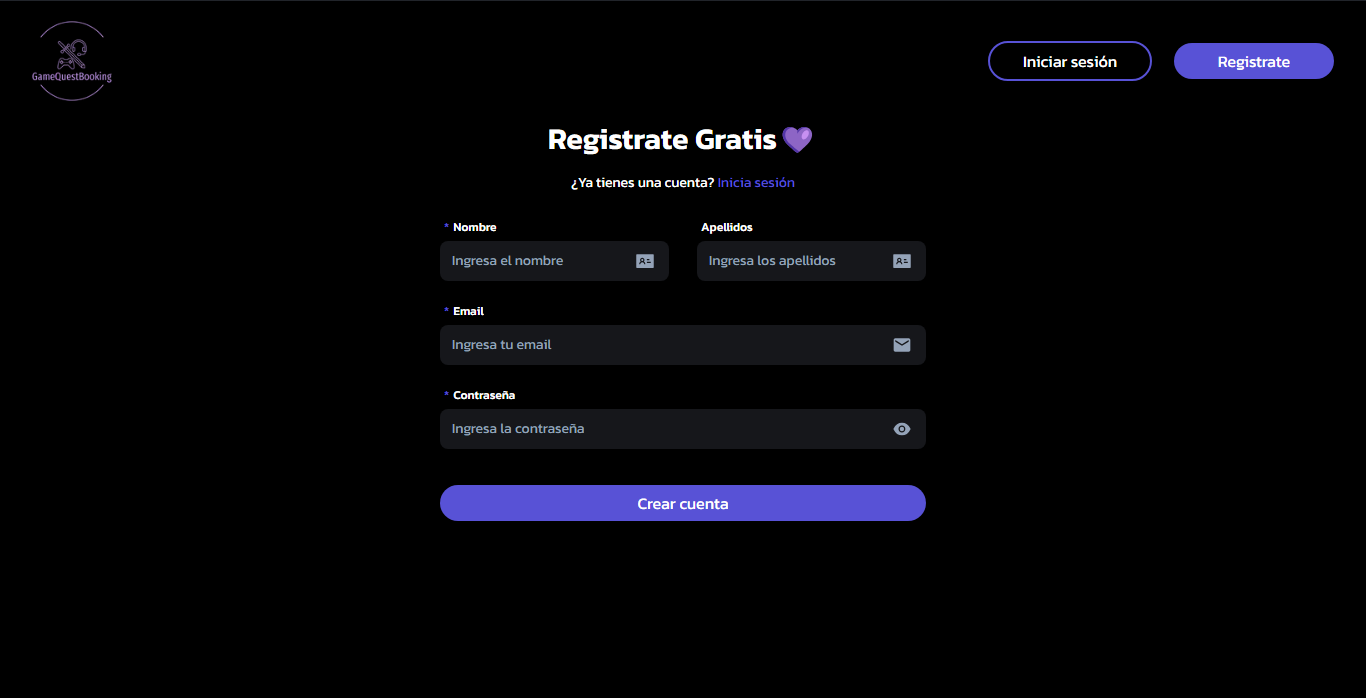 GameQuestBooking
Iniciar sesión
Registrate
Registrate Gratis 💜
¿Ya tienes una cuenta? Inicia sesión
* Nombre
Apellidos
Ingresa el nombre
Ingresa los apellidos
* Email
Ingresa tu email
* Contraseña
Ingresa la contraseña
Crear cuenta